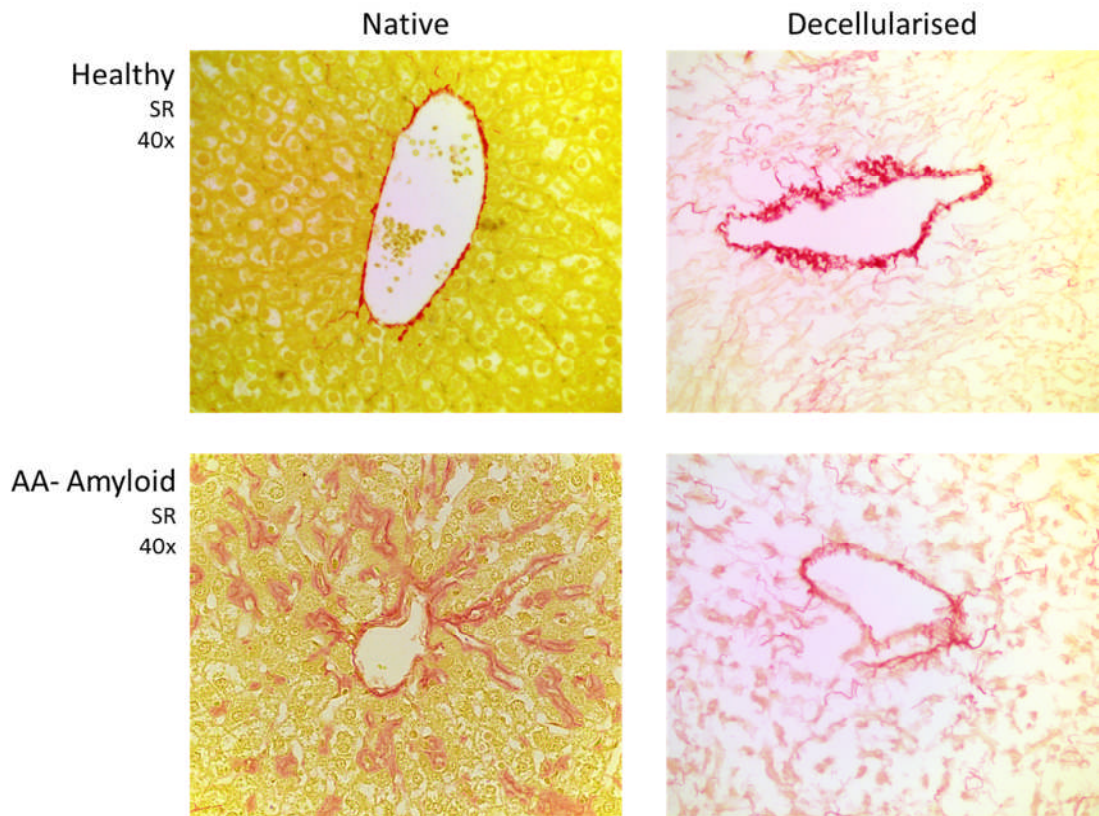 Native
Decellularised
Healthy
SR
40x
AA- Amyloid
SR
40x